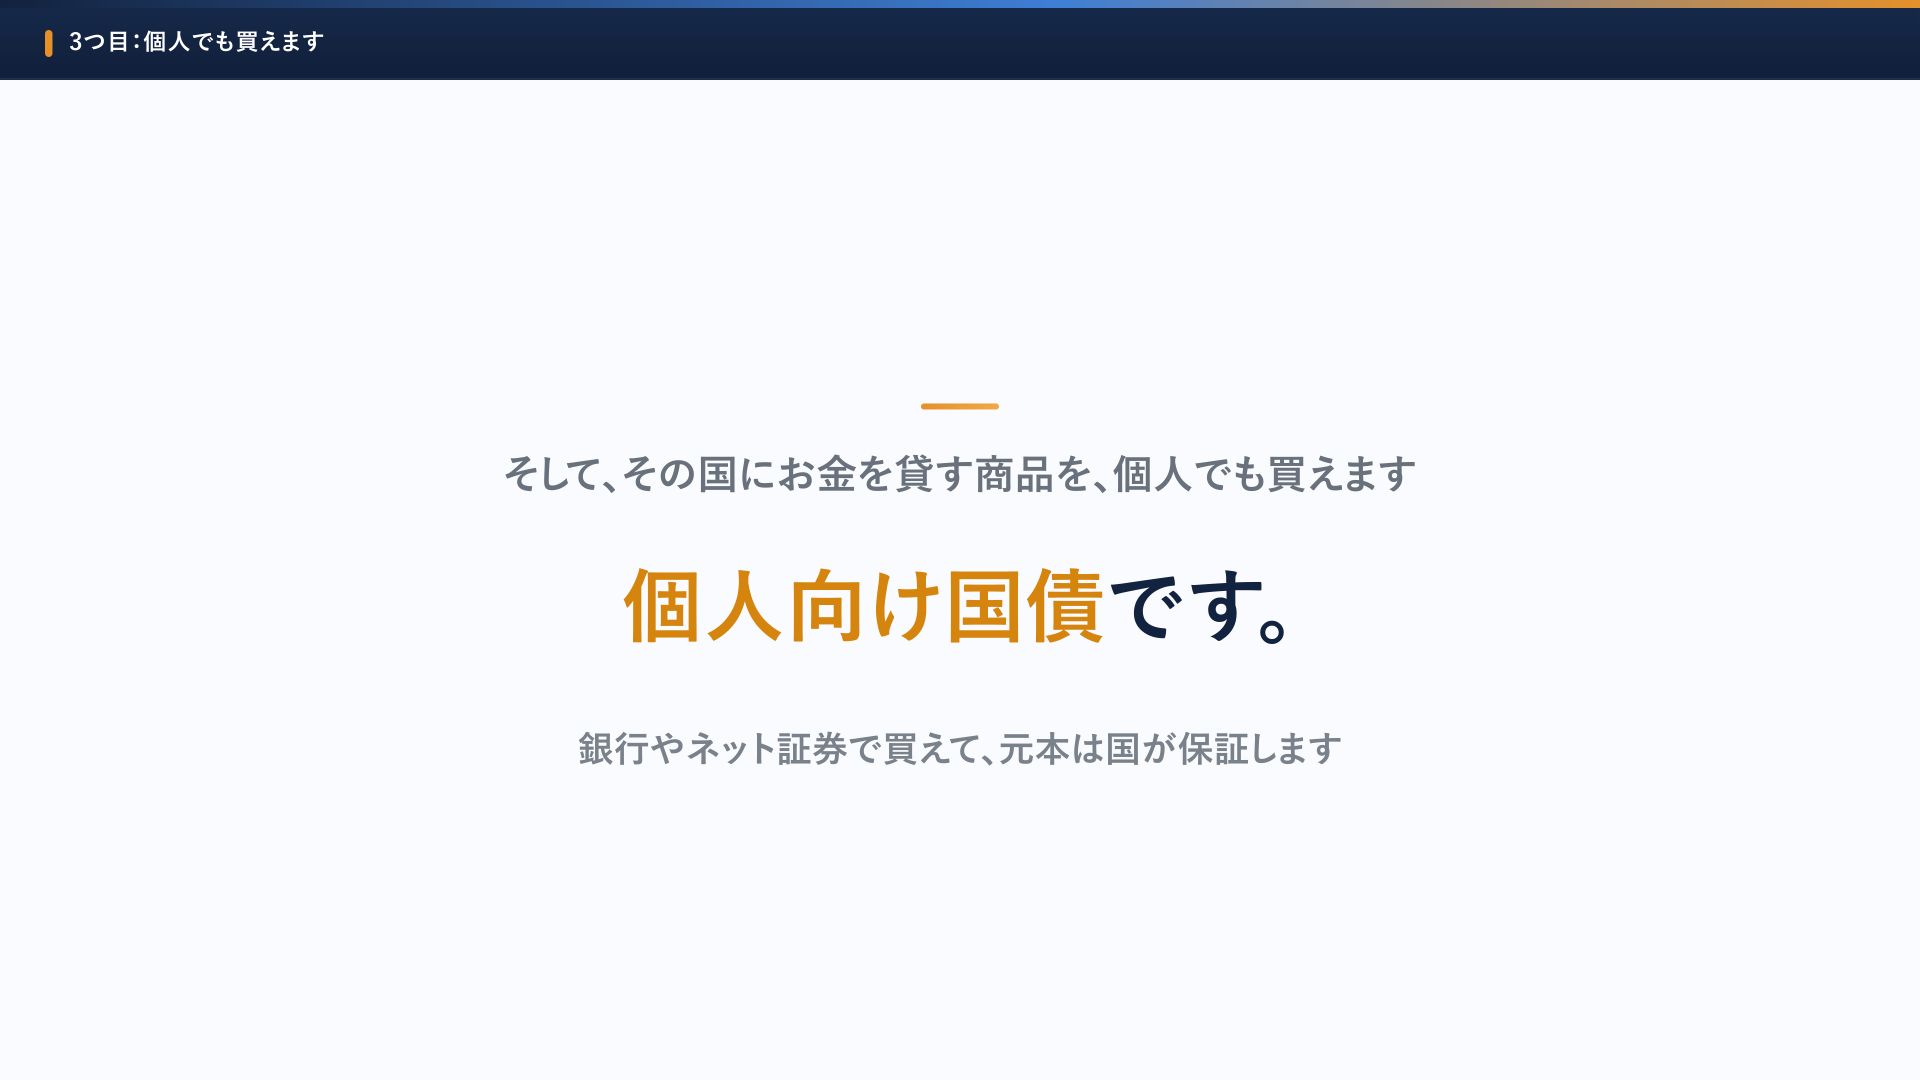 3つ目：個人でも買えます
そして、その国にお金を貸す商品を、個人でも買えます
個人向け国債です。
銀行やネット証券で買えて、元本は国が保証します